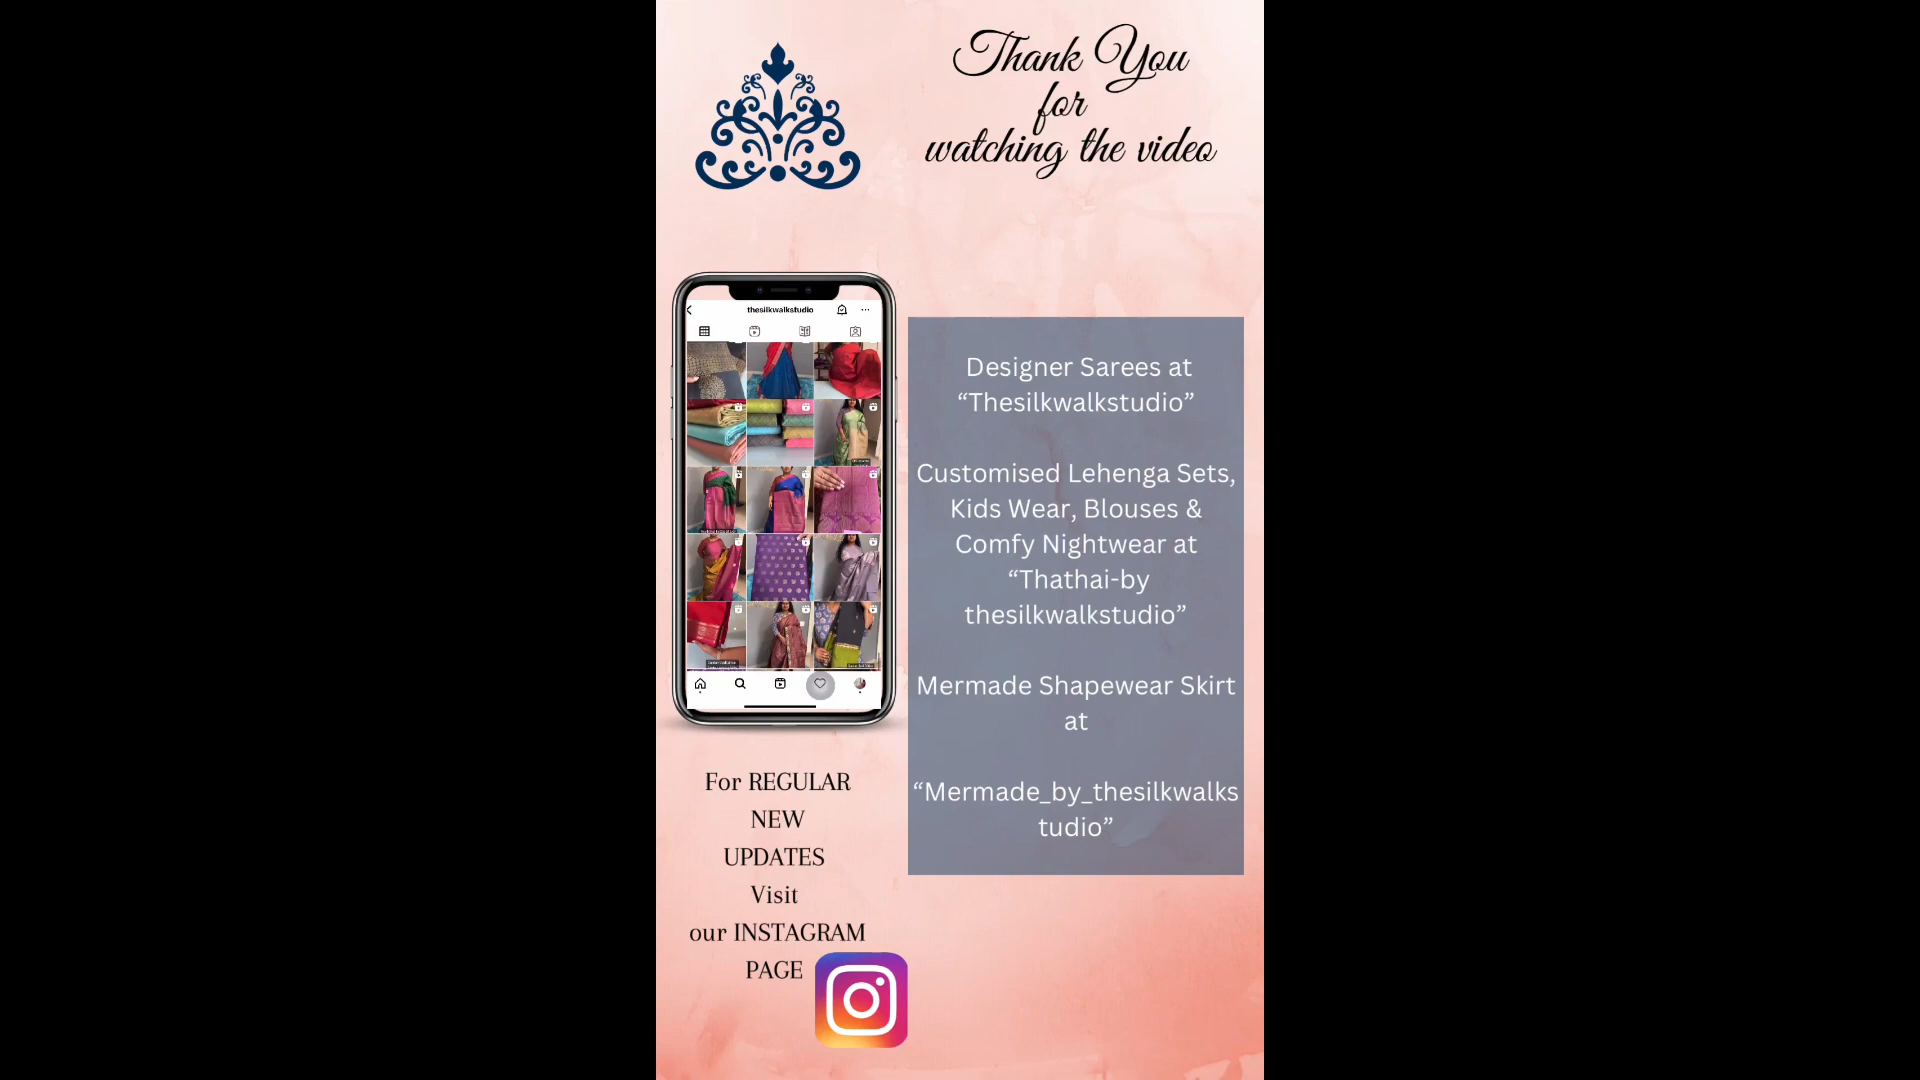 Thank You
for
watching the video
thesilkwalkstudio
Designer Sarees at
“Thesilkwalkstudio”
Customised Lehenga Sets,
Kids Wear, Blouses &
Comfy Nightwear at
“Thathai-by
thesilkwalkstudio”
Mermade Shapewear Skirt
at
“Mermade_by_thesilkwalks
tudio”
For REGULAR
NEW
UPDATES
Visit
our INSTAGRAM
PAGE